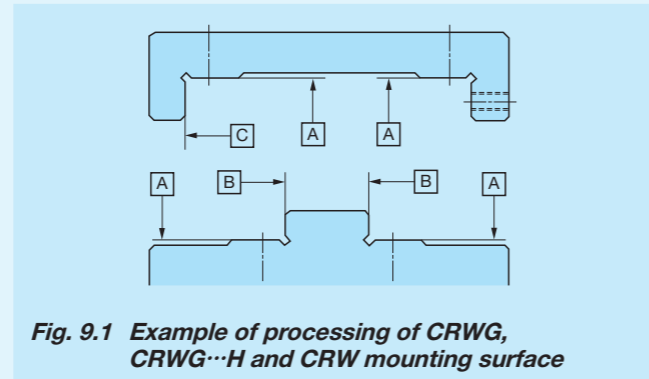 A A
C
A B B A
Fig. 9.1 Example of processing of CRWG,
CRWG···H and CRW mounting surface